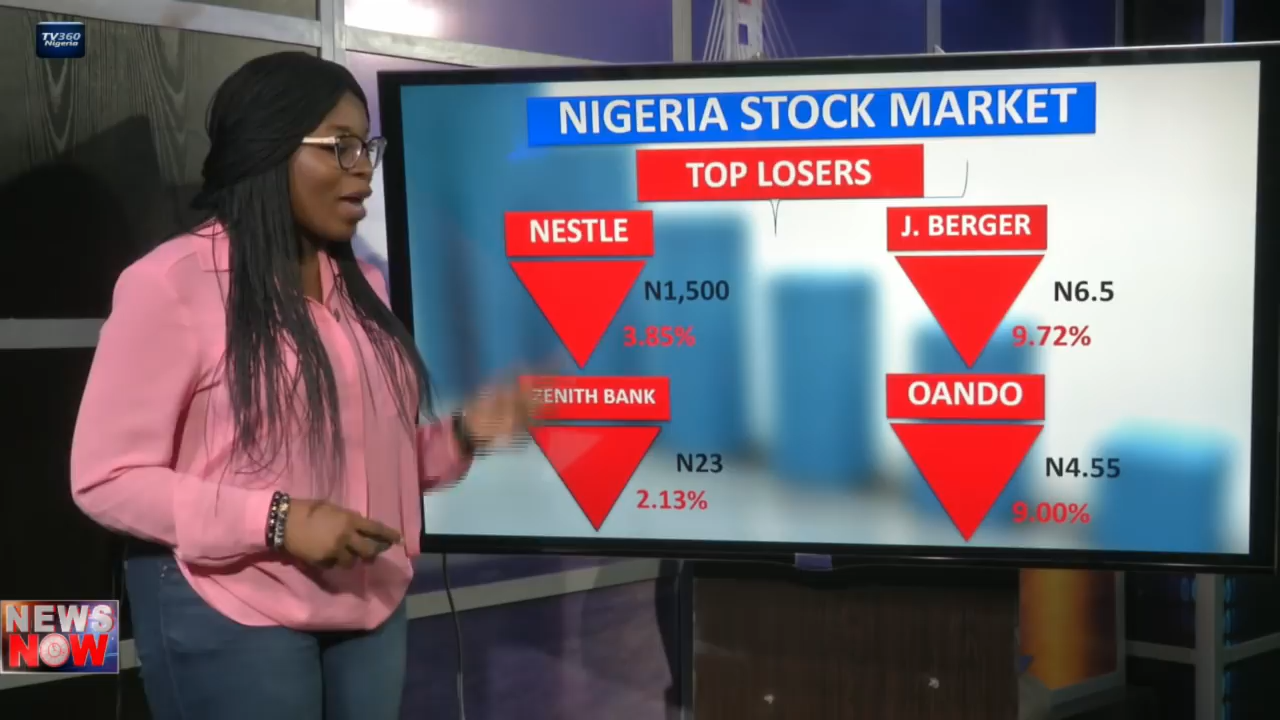 TV360
Nigeria
NIGERIA STOCK MARKET
TOP LOSERS
NESTLE
N1,500
3.85%
J. BERGER
N6.5
9.72%
ZENITH BANK
N23
2.13%
OANDO
N4.55
9.00%
NEWS
NOW